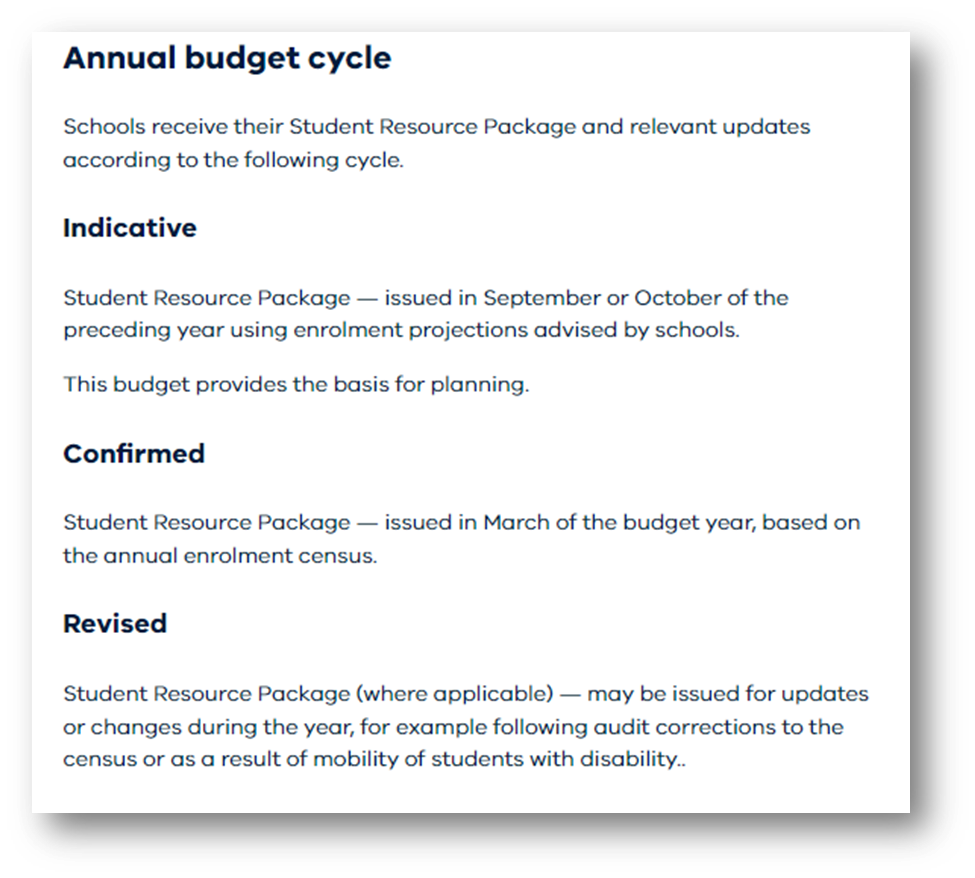 Annual budget cycle
Schools receive their Student Resource Package and relevant updates
according to the following cycle.
Indicative
Student Resource Package — issued in September or October of the
preceding year using enrolment projections advised by schools.
This budget provides the basis for planning.
Confirmed
Student Resource Package — issued in March of the budget year, based on
the annual enrolment census.
Revised
Student Resource Package (where applicable) — may be issued for updates
or changes during the year, for example following audit corrections to the
census or as a result of mobility of students with disability..